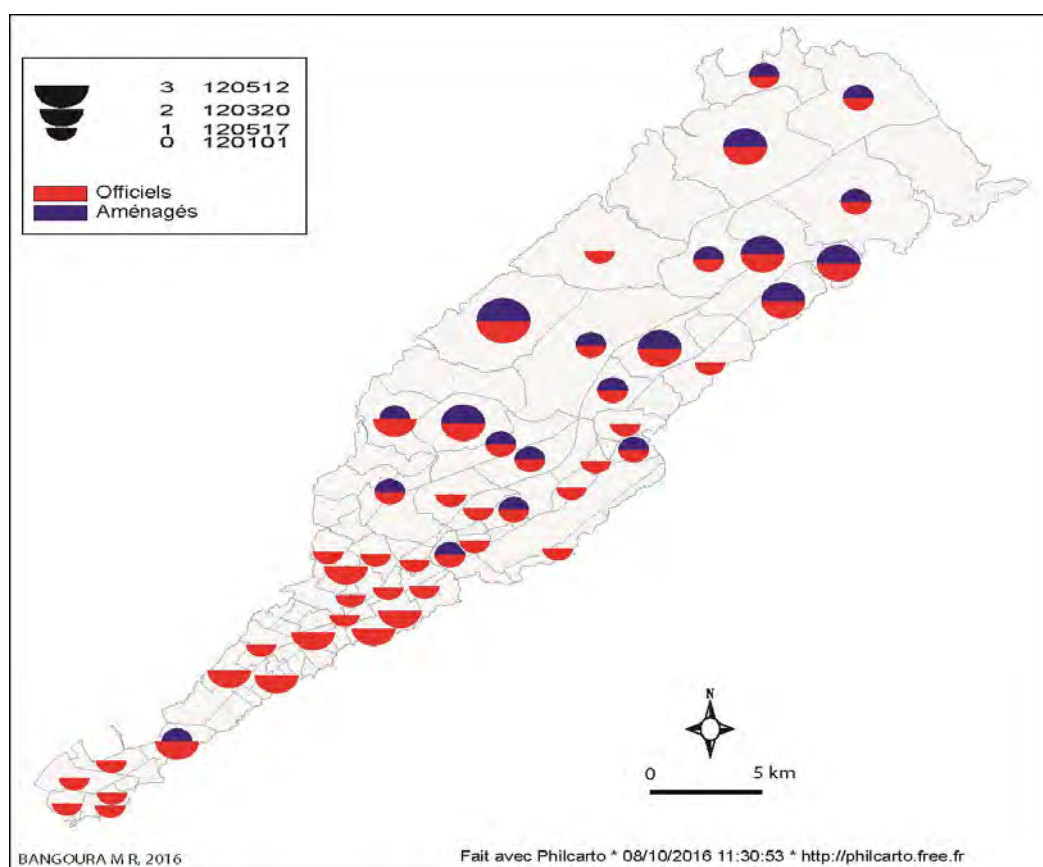 3 120512
2 120320
1 120517
0 120101
Officiels
Aménagés
N
0 5 km
BANGOURA M R, 2016
Fait avec Philcarto * 08/10/2016 11:30:53 * http://philcarto.free.fr